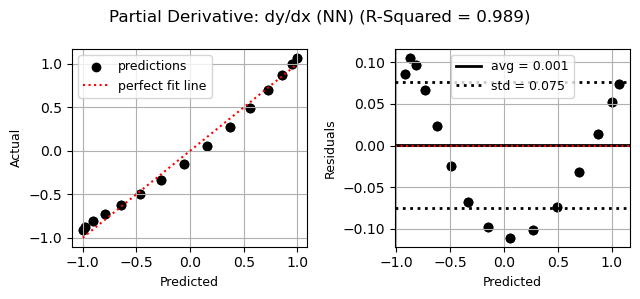 Partial Derivative: dy/dx (NN) (R-Squared = 0.989)
predictions
perfect fit line
1.0
0.5
0.0
−0.5
−1.0
Actual
−1.0 −0.5 0.0 0.5 1.0
Predicted
avg = 0.001
std = 0.075
0.10
0.05
0.00
−0.05
−0.10
Residuals
−1.0 −0.5 0.0 0.5 1.0
Predicted